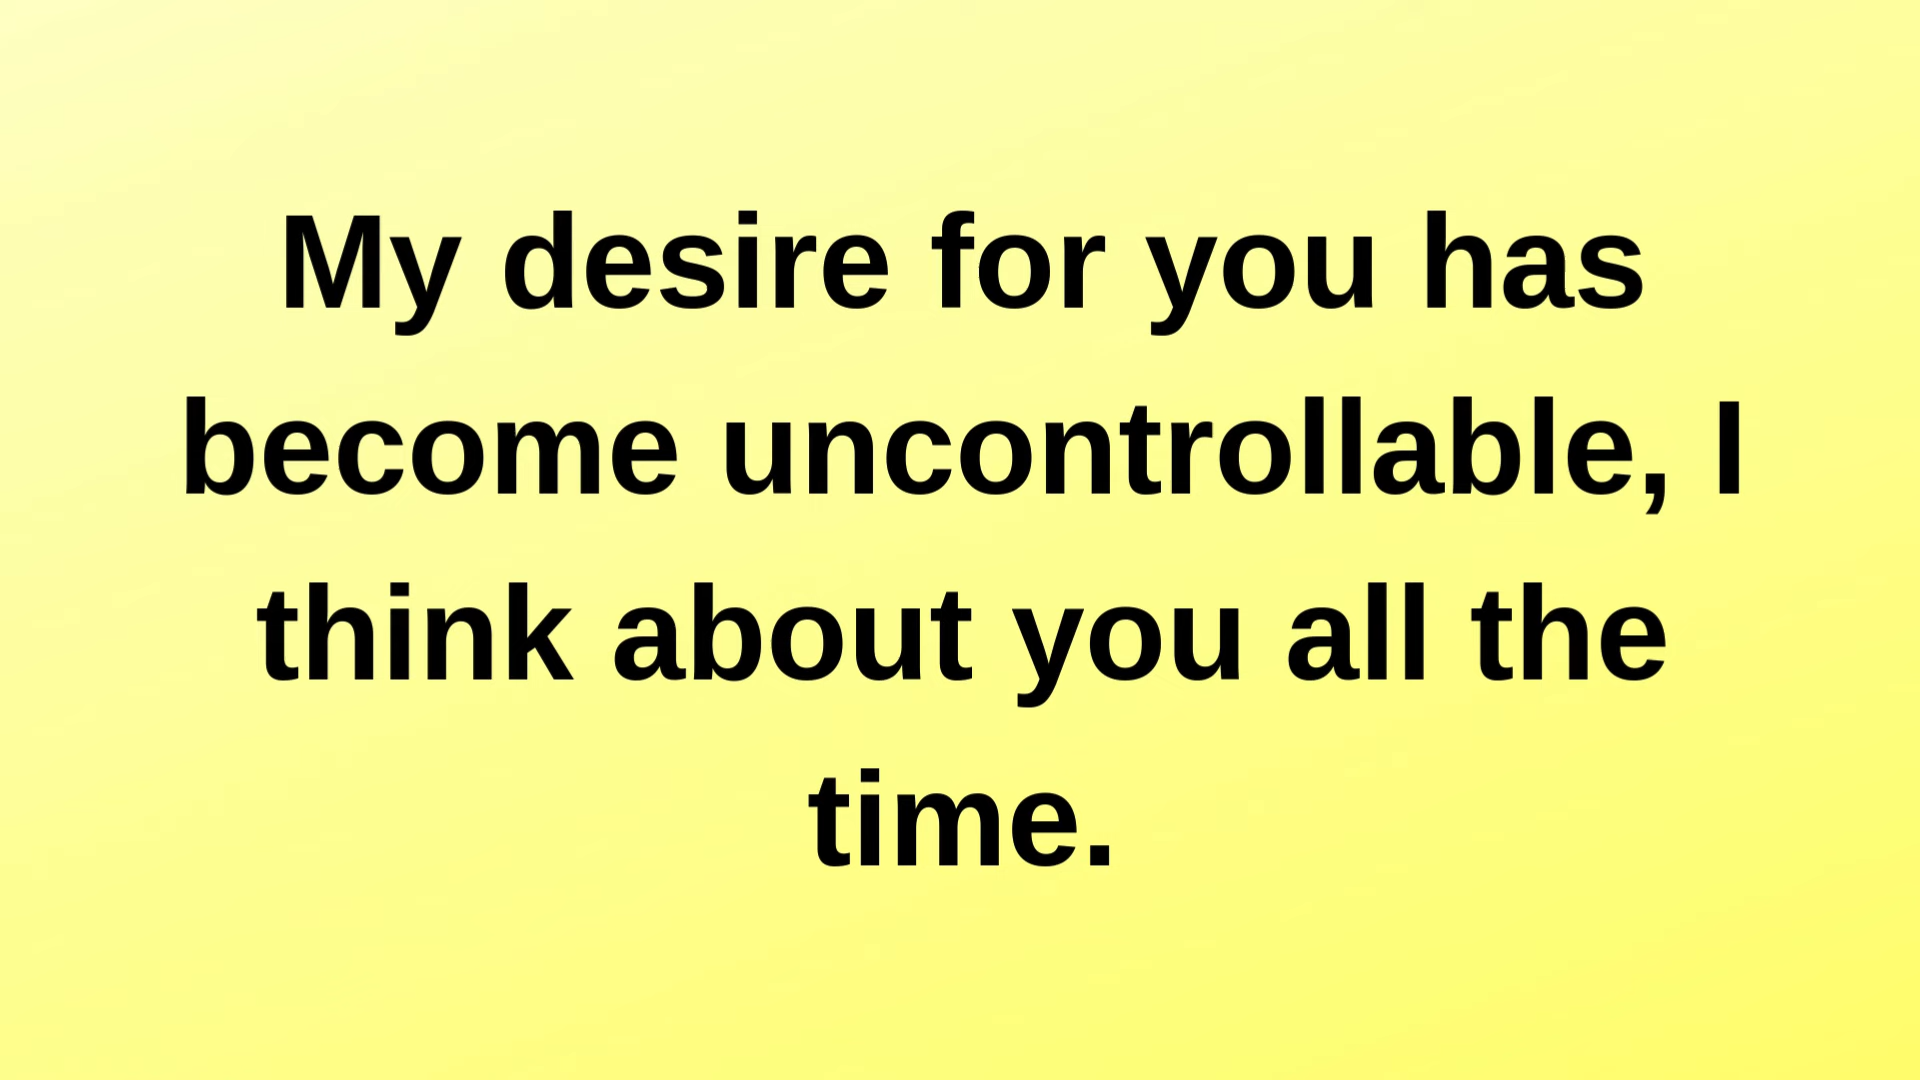 My desire for you has
become uncontrollable, I
think about you all the
time.